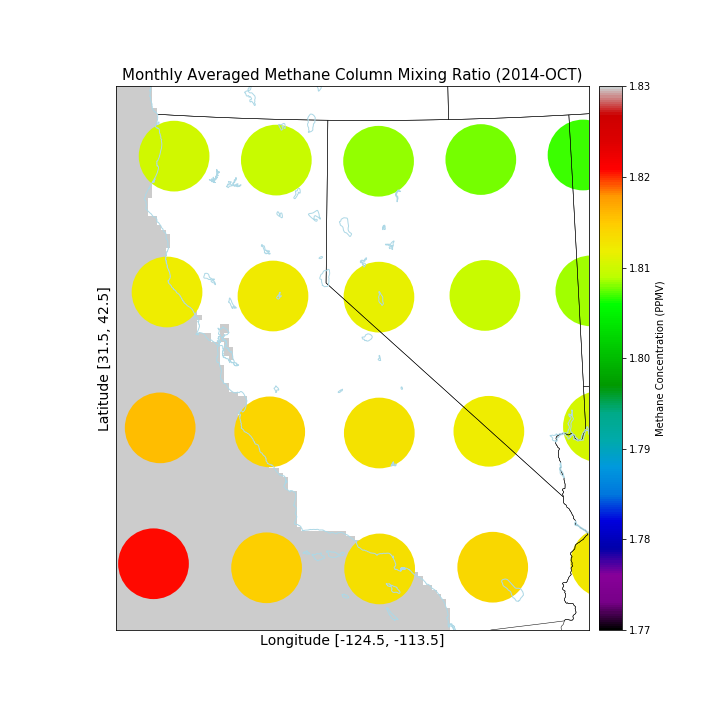 Monthly Averaged Methane Column Mixing Ratio (2014-OCT)
Latitude [31.5, 42.5]
Longitude [-124.5, -113.5]
1.83
1.82
1.81
1.80
1.79
1.78
1.77
Methane Concentration (PPMV)